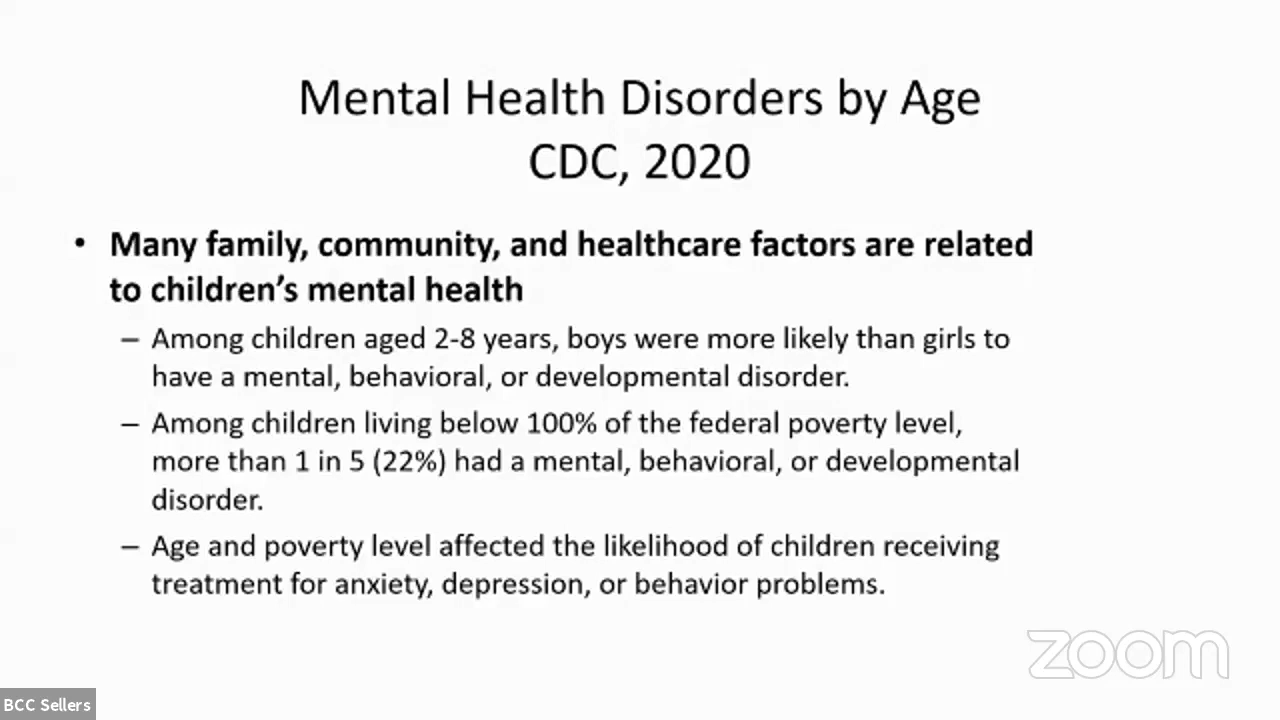 Mental Health Disorders by Age
CDC, 2020
• Many family, community, and healthcare factors are related
to children’s mental health
– Among children aged 2-8 years, boys were more likely than girls to
have a mental, behavioral, or developmental disorder.
– Among children living below 100% of the federal poverty level,
more than 1 in 5 (22%) had a mental, behavioral, or developmental
disorder.
– Age and poverty level affected the likelihood of children receiving
treatment for anxiety, depression, or behavior problems.
zoom
BCC Sellers